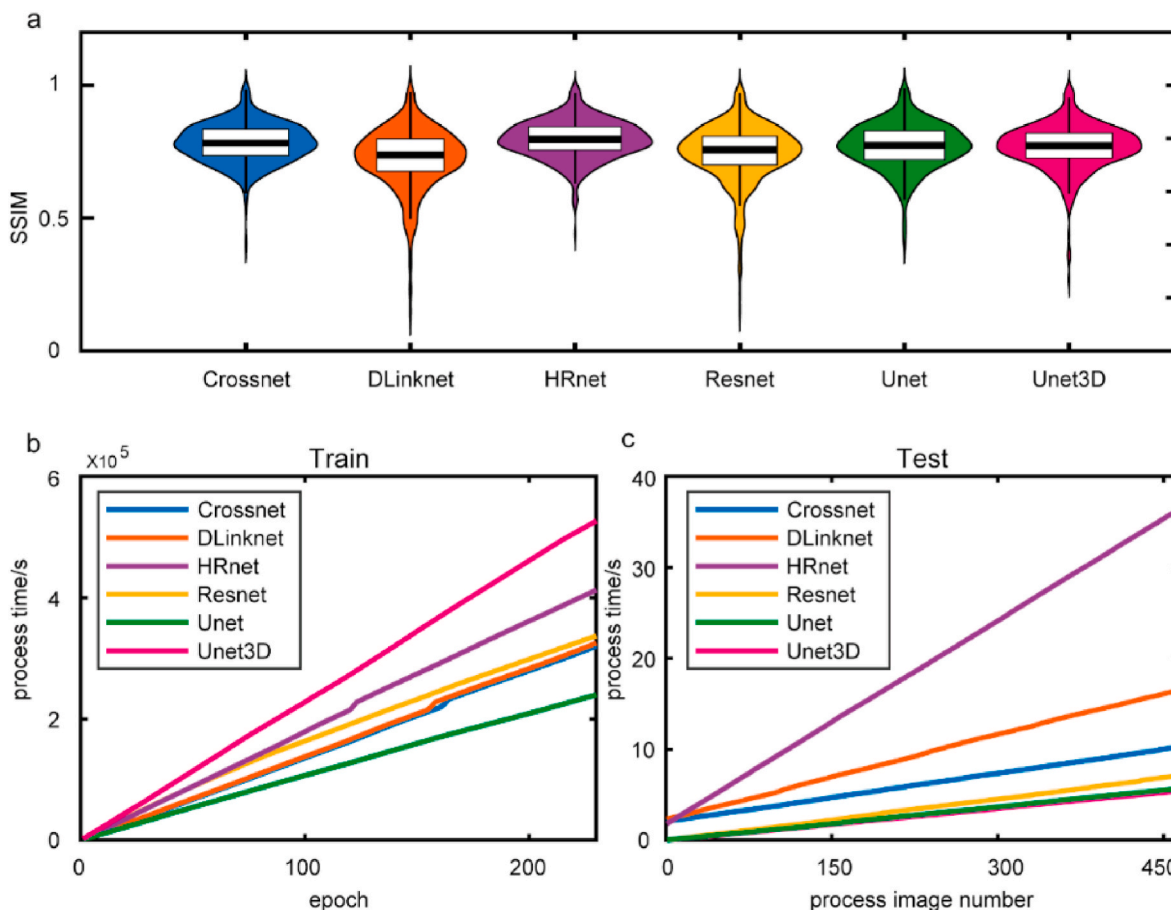 a
SSIM
1
0.5
0
Crossnet DLinknet HRnet Resnet Unet Unet3D
b
×10⁵ Train
process time/s
6
4
2
0
Crossnet
DLinknet
HRnet
Resnet
Unet
Unet3D
0 100 200
epoch
c
Test
process time/s
40
30
20
10
0
Crossnet
DLinknet
HRnet
Resnet
Unet
Unet3D
0 150 300 450
process image number